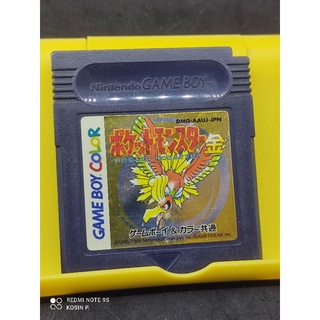 Nintendo GAME BOY
DMG-AAUJ-JPN
ポケットモンスター金
GAME BOY COLOR
ゲームボーイ&カラー共通
REDMI NOTE 9S
KOSIN P.